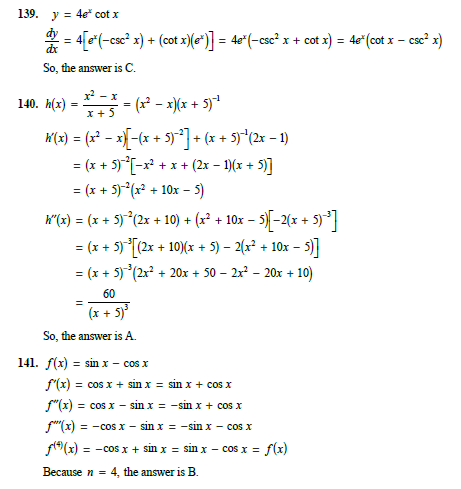 139. y = 4eˣ cot x
dy/dx = 4[eˣ(−csc² x) + (cot x)(eˣ)] = 4eˣ(−csc² x + cot x) = 4eˣ(cot x − csc² x)
So, the answer is C.
140. h(x) = (x² − x)/(x + 5) = (x² − x)(x + 5)⁻¹
h′(x) = (x² − x)[−(x + 5)⁻²] + (x + 5)⁻¹(2x − 1)
= (x + 5)⁻²[−x² + x + (2x − 1)(x + 5)]
= (x + 5)⁻²(x² + 10x − 5)
h″(x) = (x + 5)⁻²(2x + 10) + (x² + 10x − 5)[−2(x + 5)⁻³]
= (x + 5)⁻³[(2x + 10)(x + 5) − 2(x² + 10x − 5)]
= (x + 5)⁻³(2x² + 20x + 50 − 2x² − 20x + 10)
= 60/(x + 5)³
So, the answer is A.
141. f(x) = sin x − cos x
f′(x) = cos x + sin x = sin x + cos x
f″(x) = cos x − sin x = −sin x + cos x
f‴(x) = −cos x − sin x = −sin x − cos x
f⁽⁴⁾(x) = −cos x + sin x = sin x − cos x = f(x)
Because n = 4, the answer is B.